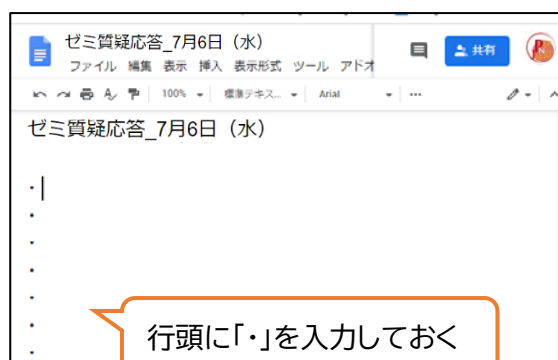 ゼミ質疑応答_7月6日（水）
ファイル 編集 表示 挿入 表示形式 ツール アドオ
共有
100% 標準テキス... Arial ...
ゼミ質疑応答_7月6日（水）
・
・
・
・
・
・
・
行頭に「・」を入力しておく